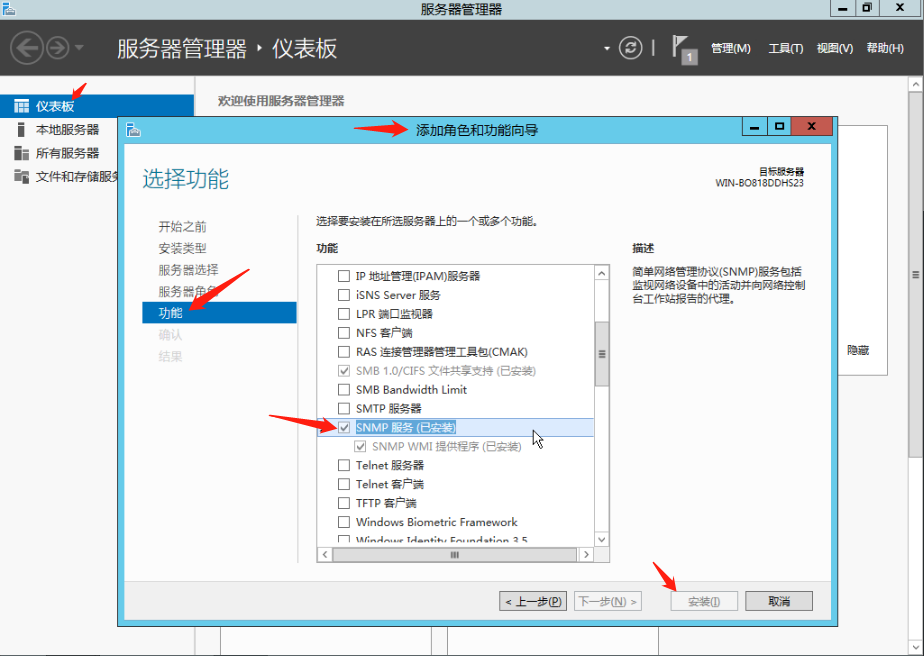 服务器管理器
服务器管理器 ‣ 仪表板
1
管理(M) 工具(T) 视图(V) 帮助(H)
仪表板
本地服务器
所有服务器
文件和存储服务
欢迎使用服务器管理器
添加角色和功能向导
选择功能
目标服务器
WIN-BO818DDHS23
开始之前
安装类型
服务器选择
服务器角色
功能
确认
结果
选择要安装在所选服务器上的一个或多个功能。
功能
IP 地址管理(IPAM)服务器
iSNS Server 服务
LPR 端口监视器
NFS 客户端
RAS 连接管理器管理工具包(CMAK)
SMB 1.0/CIFS 文件共享支持 (已安装)
SMB Bandwidth Limit
SMTP 服务器
SNMP 服务 (已安装)
SNMP WMI 提供程序 (已安装)
Telnet 服务器
Telnet 客户端
TFTP 客户端
Windows Biometric Framework
Windows Identity Foundation 3.5
描述
简单网络管理协议(SNMP)服务包括
监视网络设备中的活动并向网络控制
台工作站报告的代理。
隐藏
< 上一步(P) 下一步(N) > 安装(I) 取消